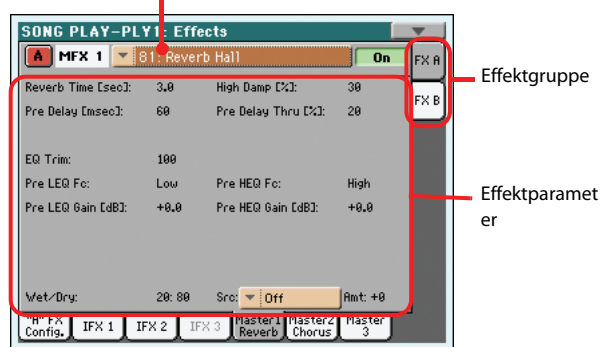 SONG PLAY-PLY1: Effects
A MFX 1 81: Reverb Hall On FX A
Effektgruppe
FX B
Reverb Time [sec]: 3.0 High Damp [%]: 30
Pre Delay [msec]: 60 Pre Delay Thru [%]: 20
EQ Trim: 100
Pre LEQ Fc: Low Pre HEQ Fc: High
Pre LEQ Gain [dB]: +0.0 Pre HEQ Gain [dB]: +0.0
Effektparamet
er
Wet/Dry: 20: 80 Src: Off Amt: +0
"A" FX Config. IFX 1 IFX 2 IFX 3 Master1 Reverb Master2 Chorus Master 3